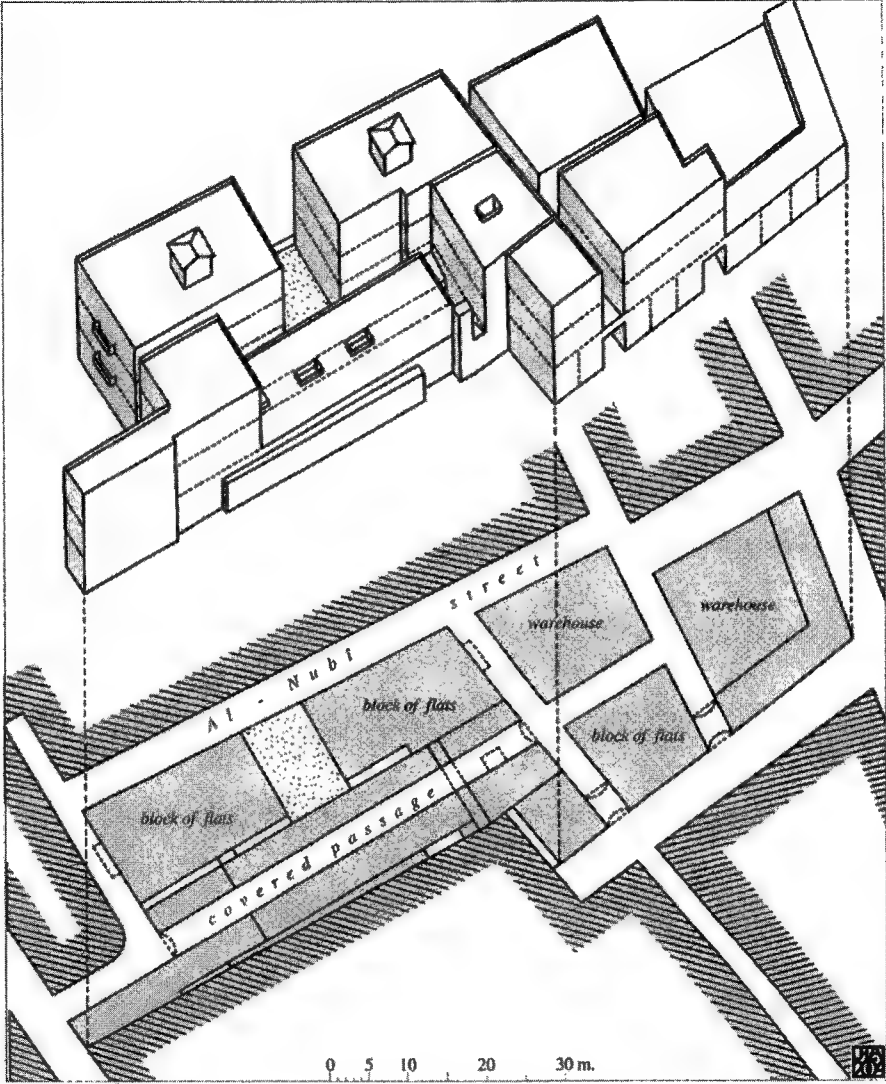 Al - Nubi street
warehouse
warehouse
block of flats
block of flats
block of flats
covered passage
0 5 10 20 30 m.